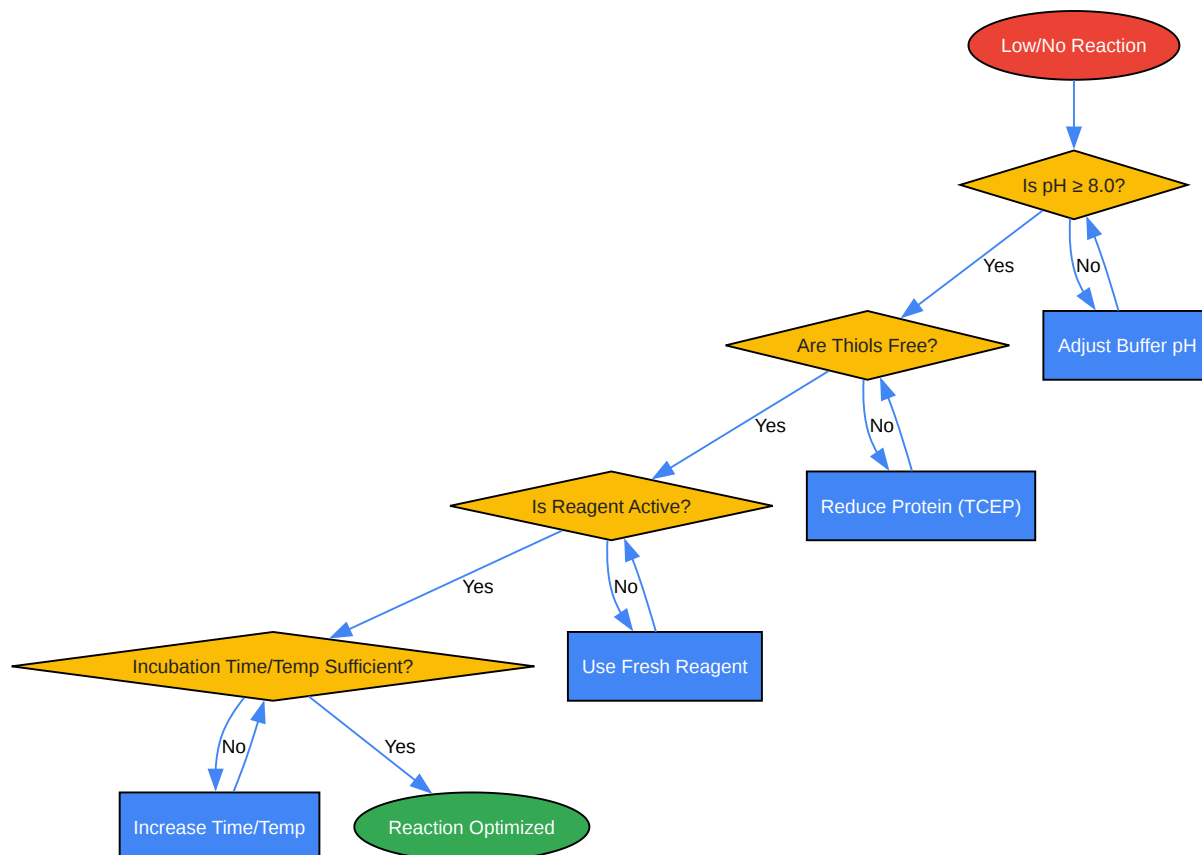 Low/No Reaction
Is pH ≥ 8.0?
Yes
No
Are Thiols Free?
Adjust Buffer pH
Yes
No
Is Reagent Active?
Reduce Protein (TCEP)
Yes
No
Incubation Time/Temp Sufficient?
Use Fresh Reagent
No
Yes
Increase Time/Temp
Reaction Optimized